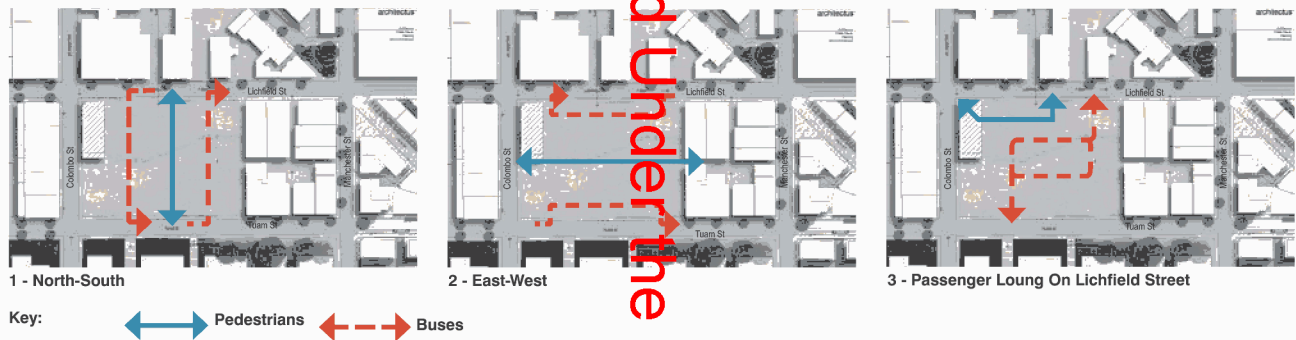 architectus
architectus
architectus
Lichfield St
Colombo St
Manchester St
Tuam St
Lichfield St
Colombo St
Manchester St
Tuam St
Lichfield St
Colombo St
Manchester St
Tuam St
d Under the
1 - North-South
2 - East-West
3 - Passenger Loung On Lichfield Street
Key:
Pedestrians
Buses